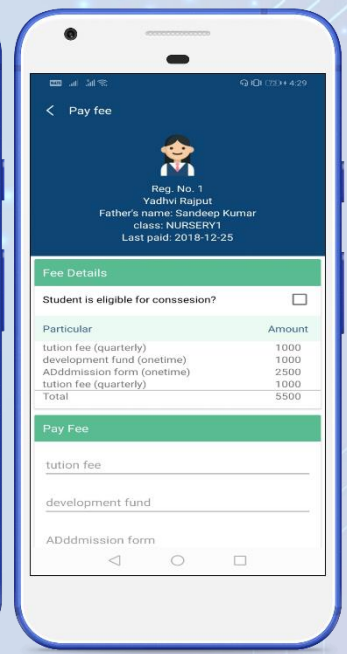 73 4:29
Pay fee
Reg. No. 1
Yadhvi Rajput
Father's name: Sandeep Kumar
class: NURSERY1
Last paid: 2018-12-25
Fee Details
Student is eligible for conssesion?
Particular Amount
tution fee (quarterly) 1000
development fund (onetime) 1000
ADddmission form (onetime) 2500
tution fee (quarterly) 1000
Total 5500
Pay Fee
tution fee
development fund
ADddmission form